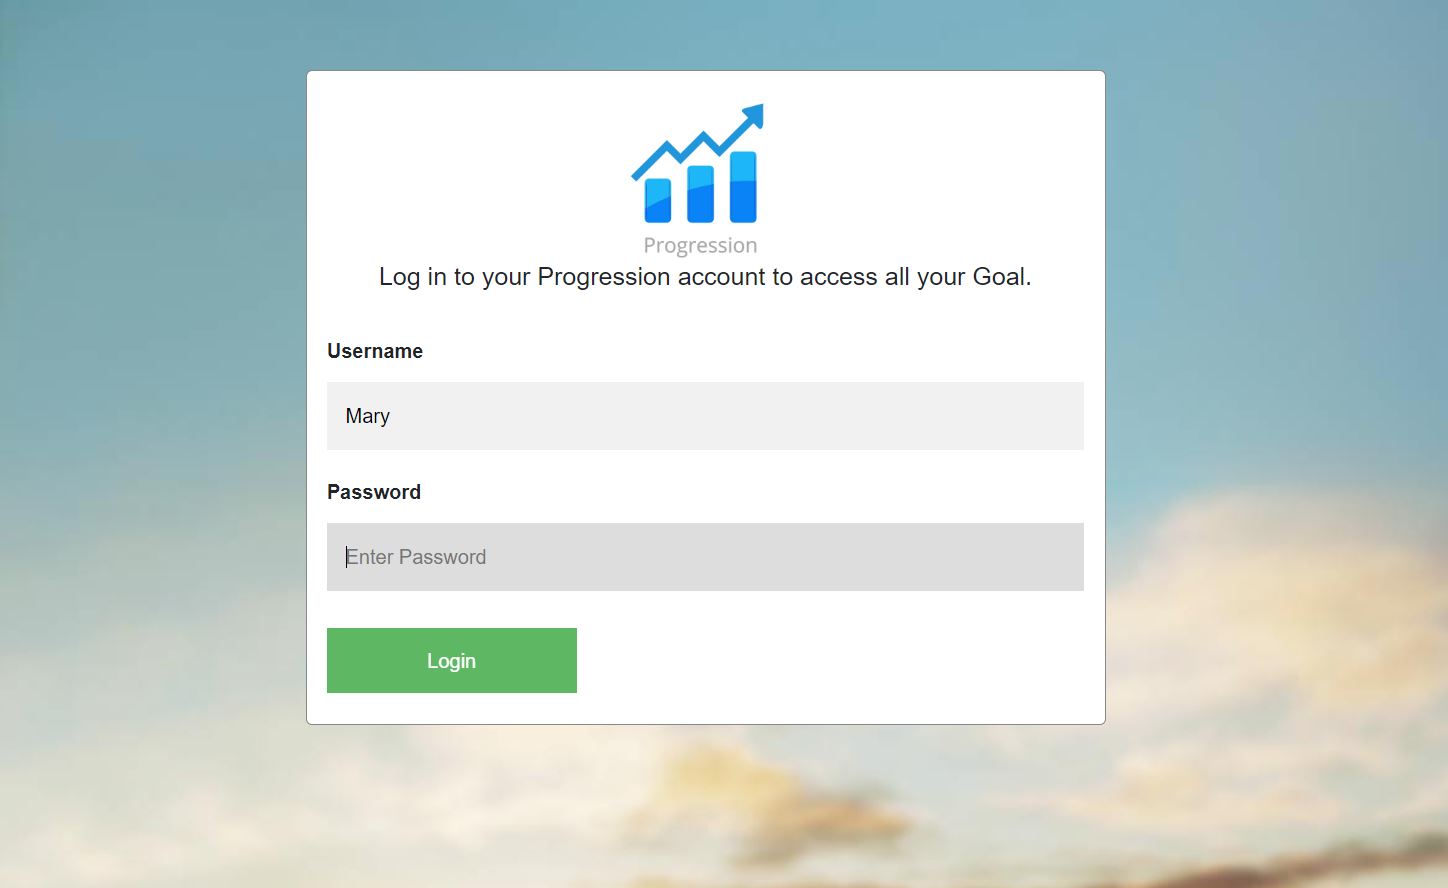 Progression
Log in to your Progression account to access all your Goal.
Username
Mary
Password
Enter Password
Login